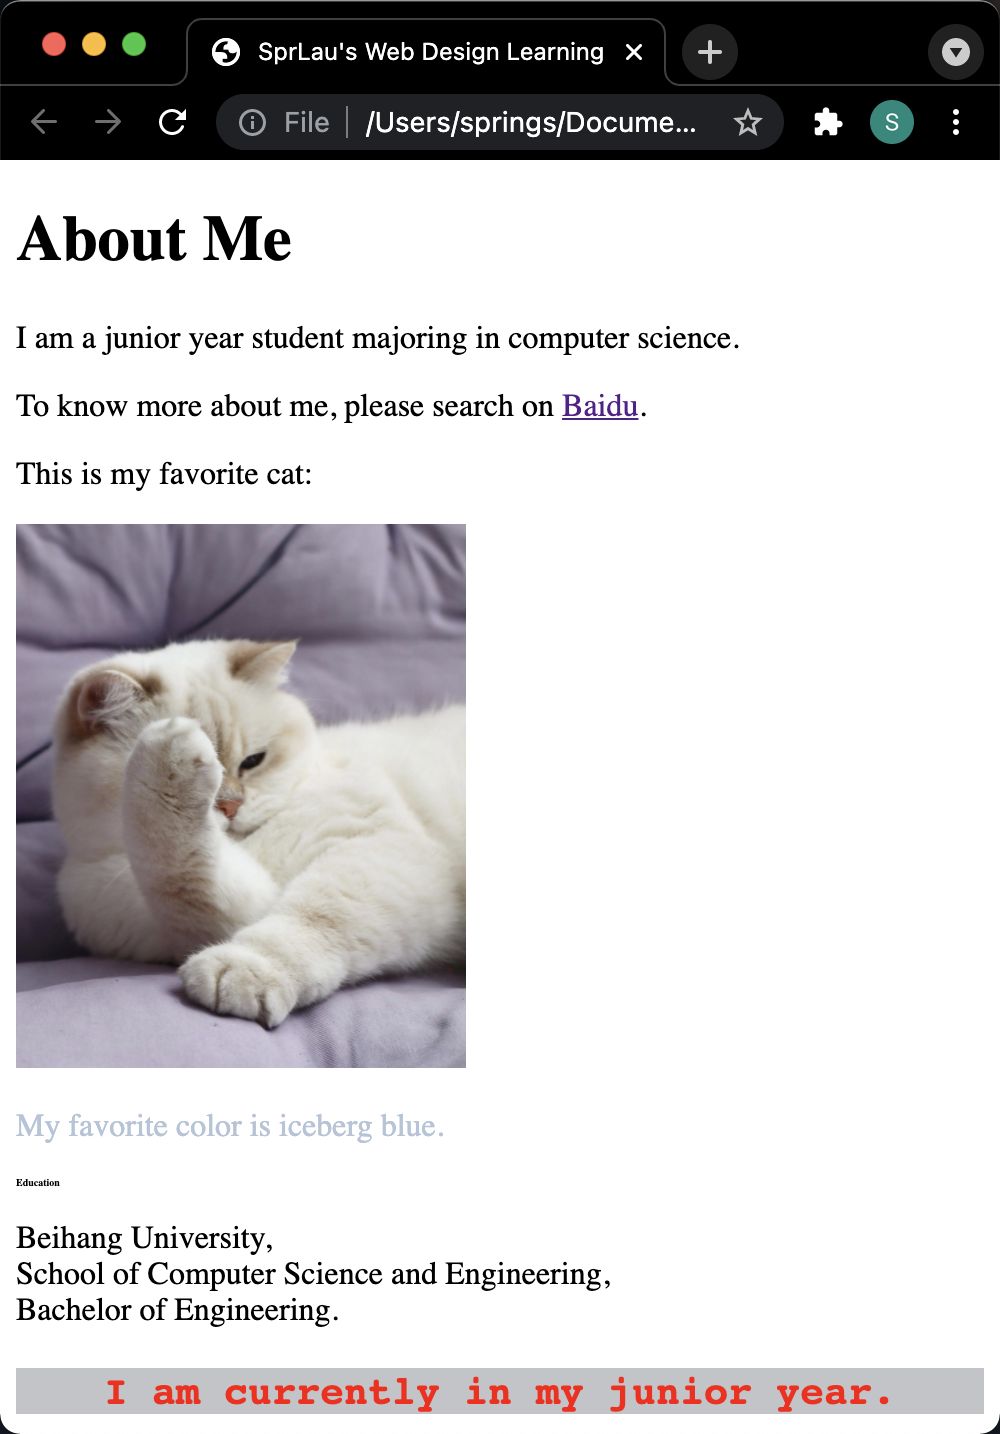 SprLau's Web Design Learning
File /Users/springs/Docume... S
About Me
I am a junior year student majoring in computer science.
To know more about me, please search on Baidu.
This is my favorite cat:
My favorite color is iceberg blue.
Education
Beihang University,
School of Computer Science and Engineering,
Bachelor of Engineering.
I am currently in my junior year.